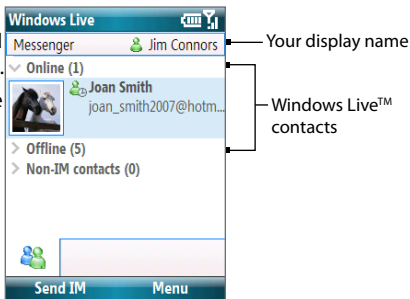 Windows Live
Messenger Jim Connors
Online (1)
Joan Smith
joan_smith2007@hotm...
Offline (5)
Non-IM contacts (0)
Send IM Menu
Your display name
Windows Live™
contacts